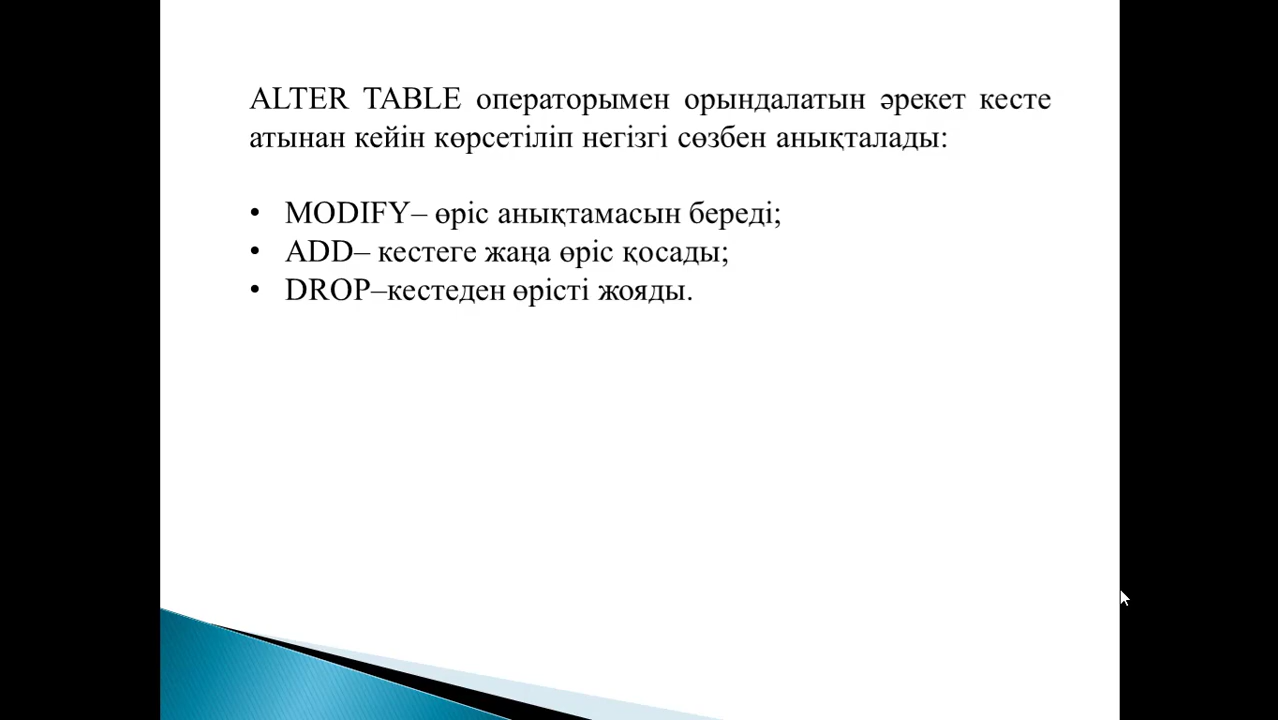 ALTER TABLE операторымен орындалатын әрекет кесте
атынан кейін көрсетіліп негізгі сөзбен анықталады:
• MODIFY– өріс анықтамасын береді;
• ADD– кестеге жаңа өріс қосады;
• DROP–кестеден өрісті жояды.